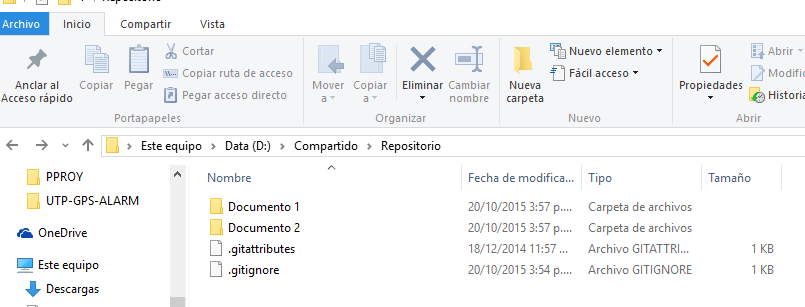 Repositorio
Archivo Inicio Compartir Vista
Anclar al Acceso rápido
Copiar
Pegar
Cortar
Copiar ruta de acceso
Pegar acceso directo
Portapapeles
Mover a
Copiar a
Eliminar
Cambiar nombre
Organizar
Nueva carpeta
Nuevo elemento
Fácil acceso
Nuevo
Propiedades
Abrir
Historia
Abrir
Este equipo > Data (D:) > Compartido > Repositorio
PPROY
UTP-GPS-ALARM
OneDrive
Este equipo
Descargas
Nombre Fecha de modifica... Tipo Tamaño
Documento 1 20/10/2015 3:57 p.... Carpeta de archivos
Documento 2 20/10/2015 3:57 p.... Carpeta de archivos
.gitattributes 18/12/2014 11:57 ... Archivo GITATTRI... 1 KB
.gitignore 20/10/2015 3:54 p.... Archivo GITIGNORE 1 KB